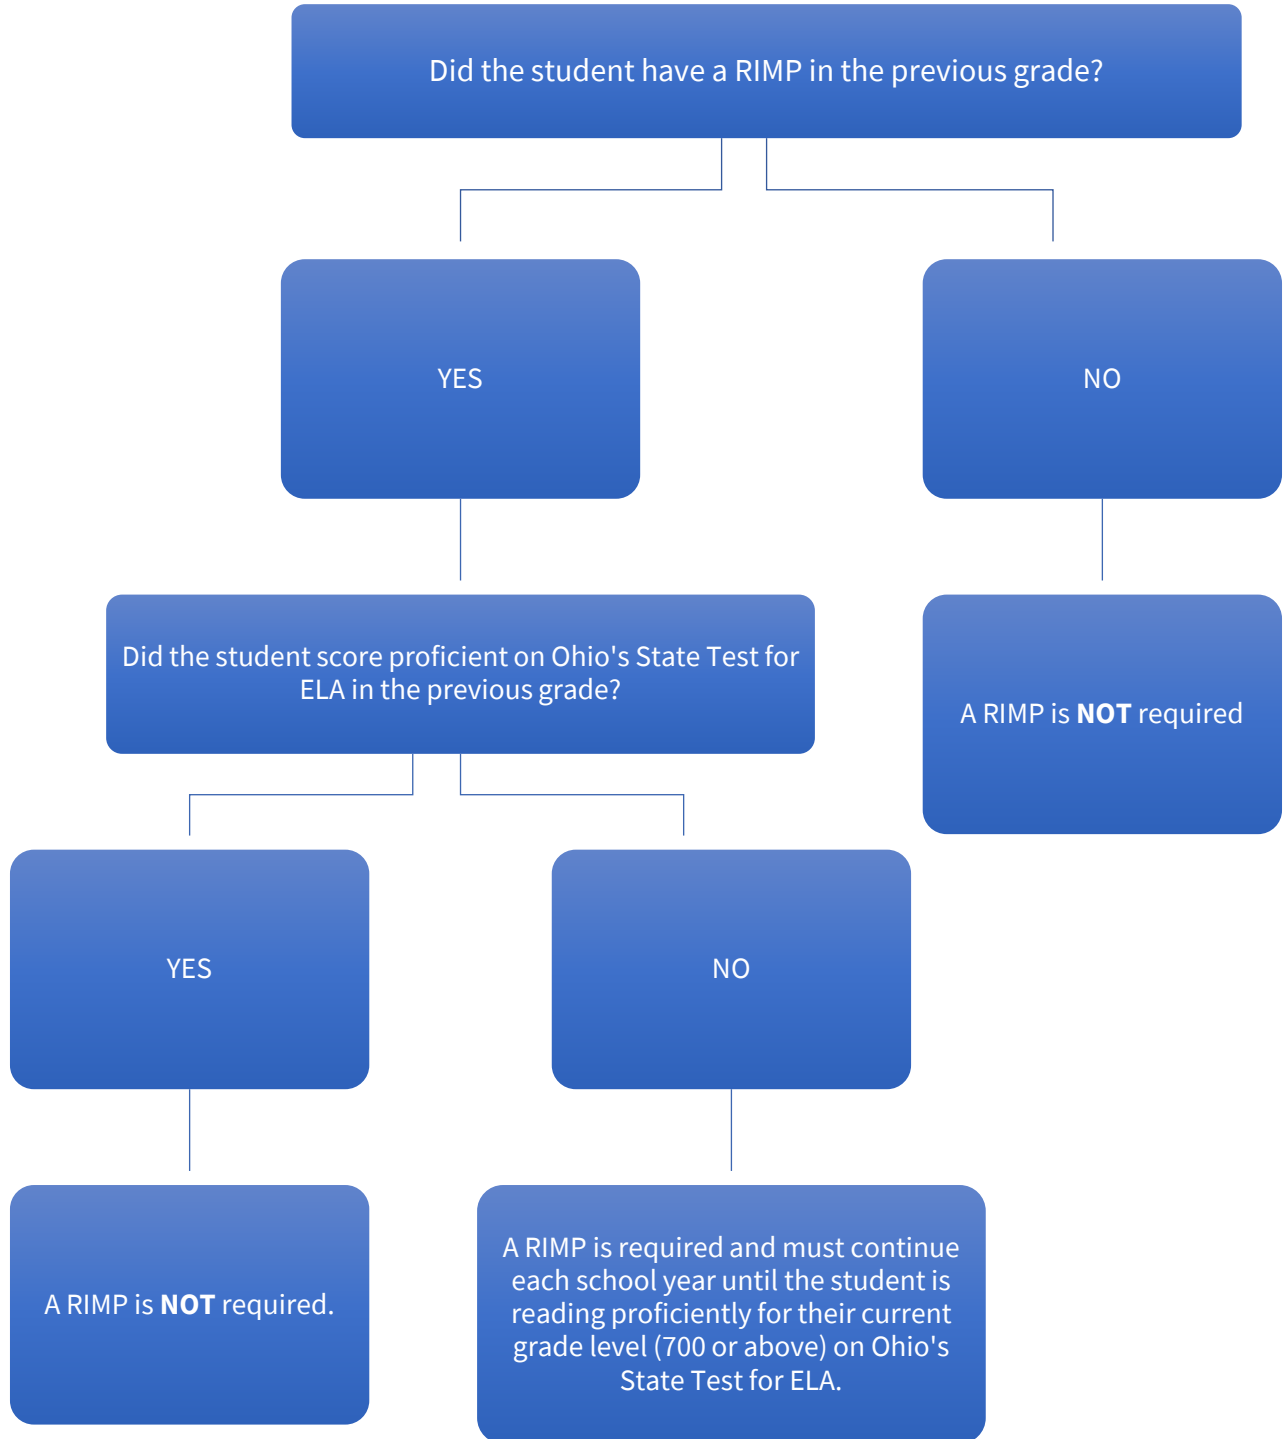 Did the student have a RIMP in the previous grade?
YES
NO
Did the student score proficient on Ohio's State Test for
ELA in the previous grade?
A RIMP is NOT required
YES
NO
A RIMP is NOT required.
A RIMP is required and must continue
each school year until the student is
reading proficiently for their current
grade level (700 or above) on Ohio's
State Test for ELA.